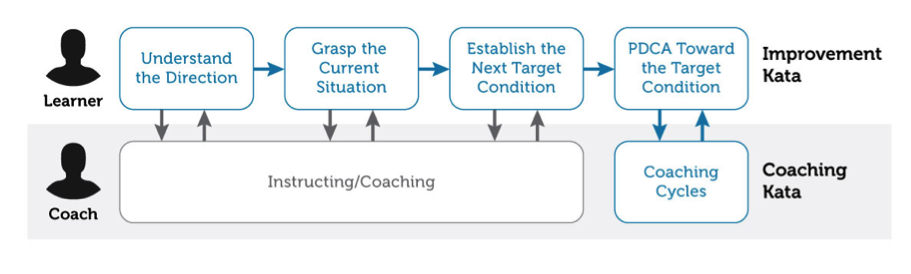 Learner
Understand
the Direction
Grasp the
Current
Situation
Establish the
Next Target
Condition
PDCA Toward
the Target
Condition
Improvement
Kata
Coach
Instructing/Coaching
Coaching
Cycles
Coaching
Kata